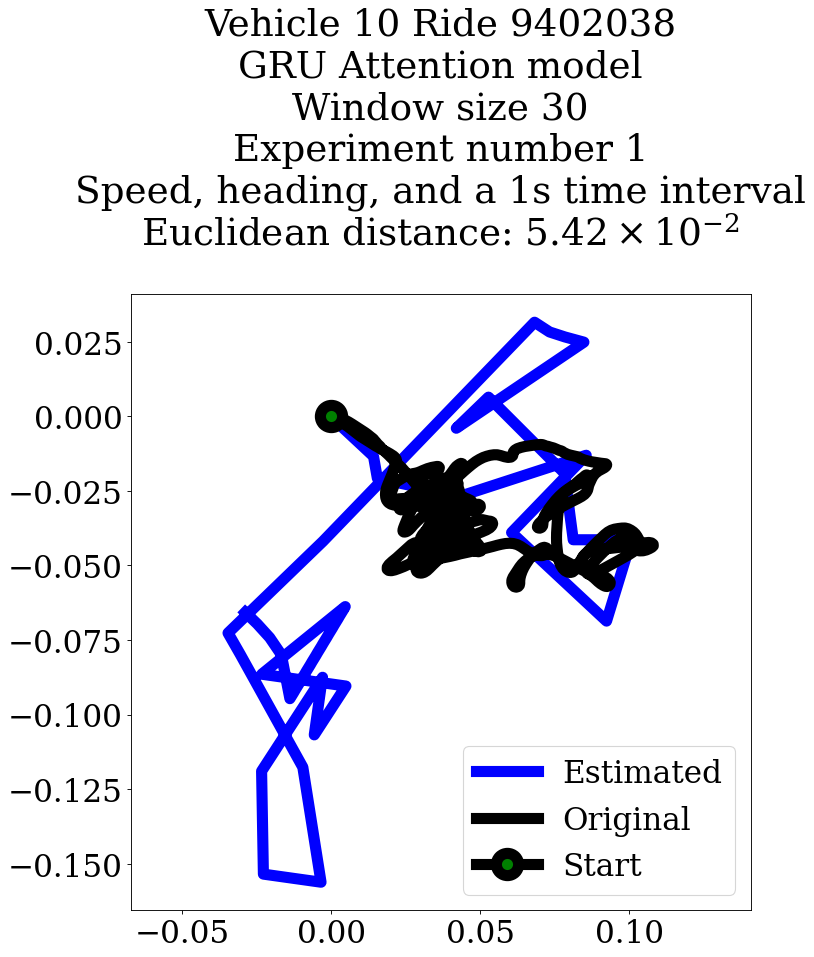 Vehicle 10 Ride 9402038
GRU Attention model
Window size 30
Experiment number 1
Speed, heading, and a 1s time interval
Euclidean distance: 5.42 × 10⁻²
0.025
0.000
−0.025
−0.050
−0.075
−0.100
−0.125
−0.150
Estimated
Original
Start
−0.05
0.00
0.05
0.10